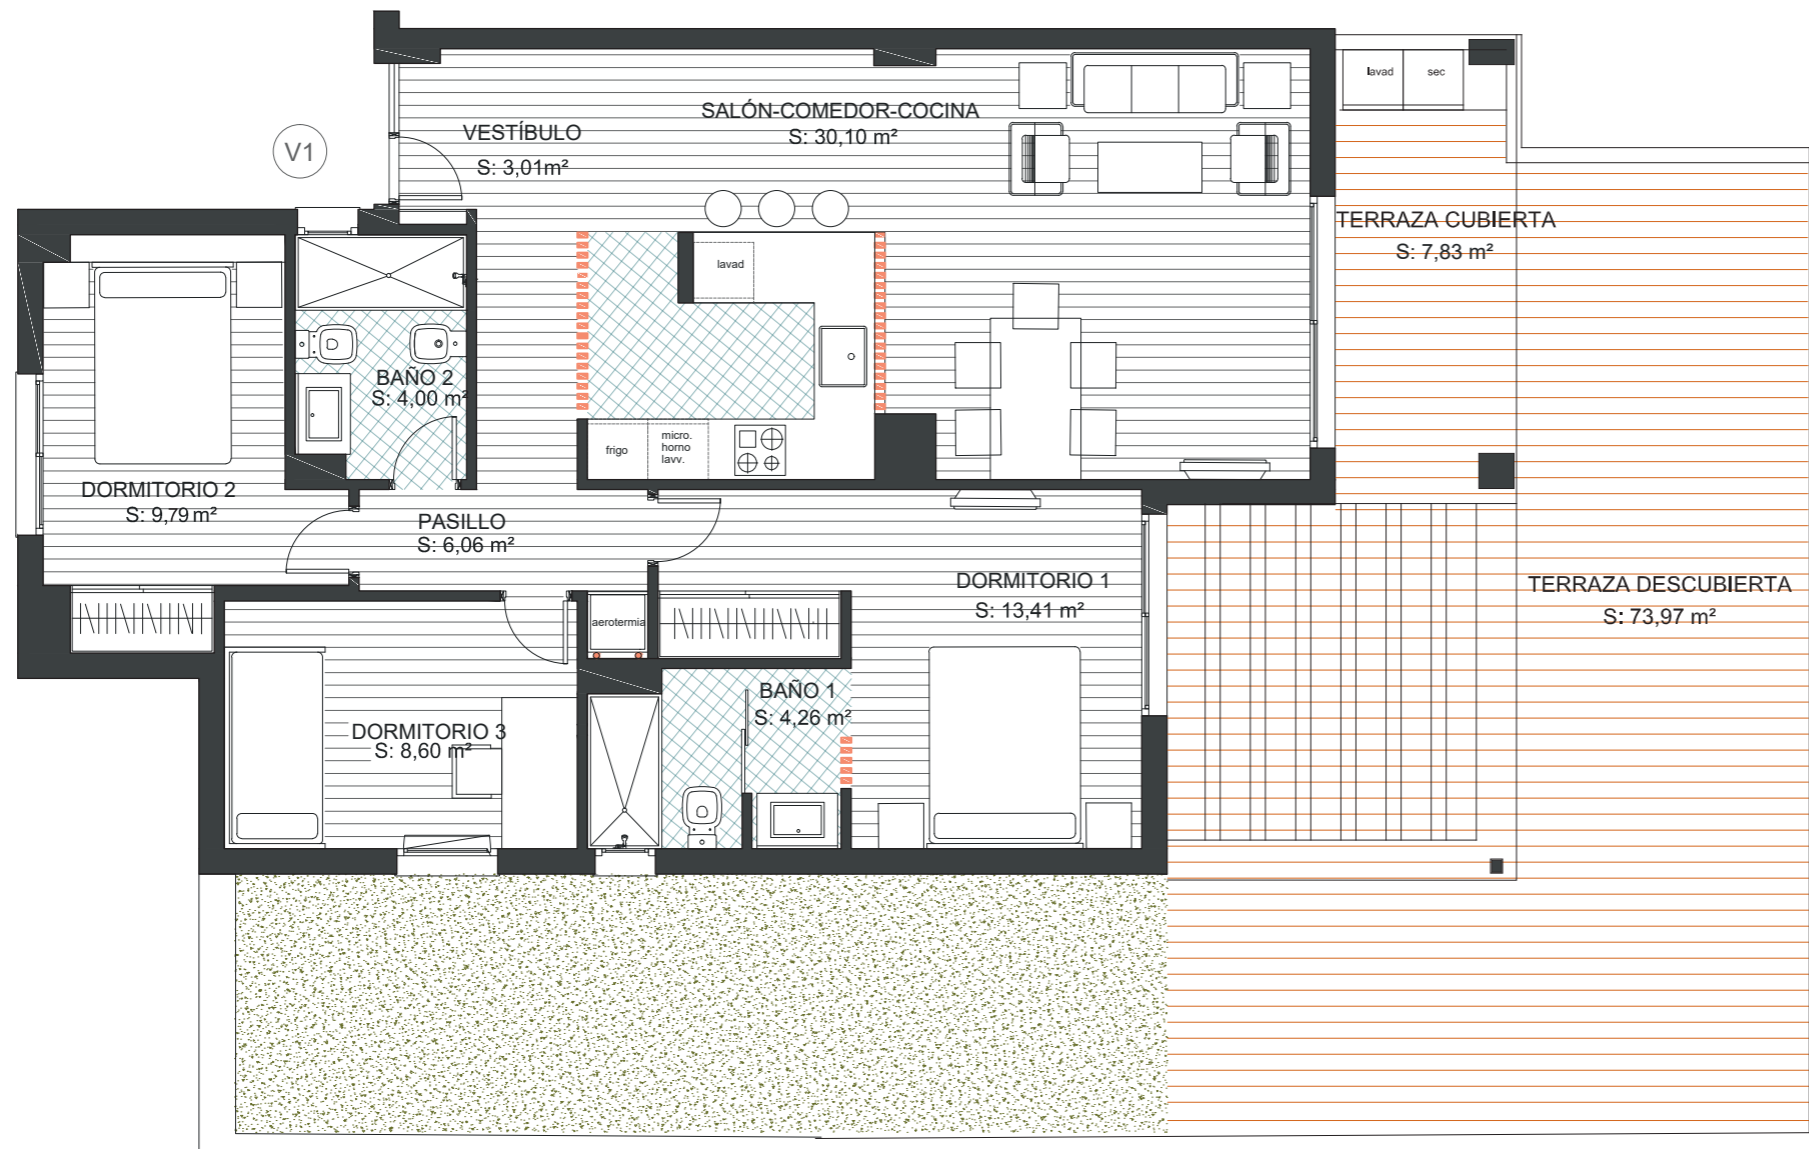 lavad
sec
SALÓN-COMEDOR-COCINA
S: 30,10 m²
VESTÍBULO
S: 3,01m²
V1
TERRAZA CUBIERTA
S: 7,83 m²
lavad
BAÑO 2
S: 4,00 m²
frigo
micro.
horno
lavv.
DORMITORIO 2
S: 9,79 m²
PASILLO
S: 6,06 m²
DORMITORIO 1
S: 13,41 m²
TERRAZA DESCUBIERTA
S: 73,97 m²
aerotermia
BAÑO 1
S: 4,26 m²
DORMITORIO 3
S: 8,60 m²